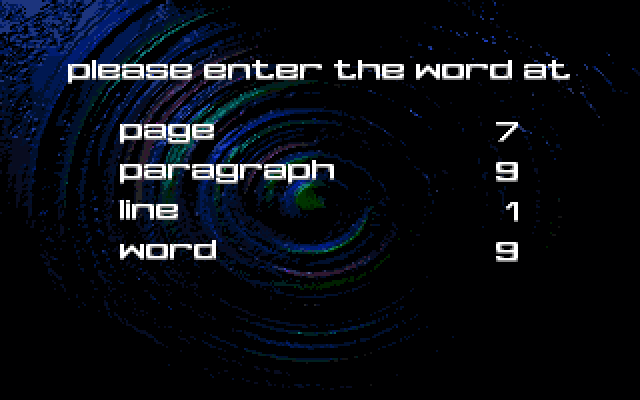 please enter the word at
page 7
paragraph 9
line 1
word 9